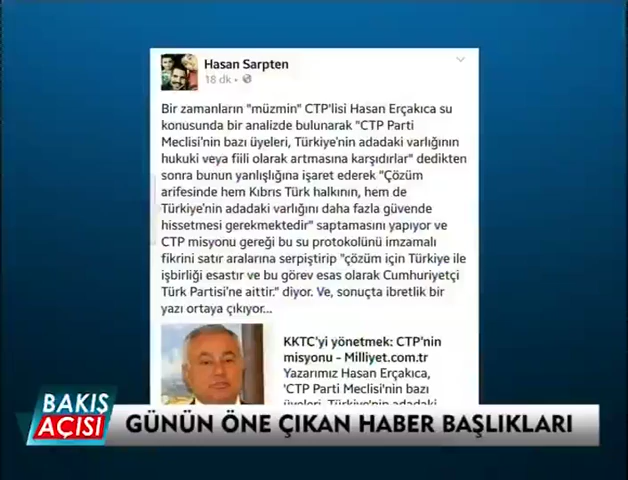 Hasan Sarpten
18 dk •
Bir zamanların "müzmin" CTP'lisi Hasan Erçakıca su
konusunda bir analizde bulunarak "CTP Parti
Meclisi'nin bazı üyeleri, Türkiye'nin adadaki varlığının
hukuki veya fiili olarak artmasına karşıdırlar" dedikten
sonra bunun yanlışlığına işaret ederek "Çözüm
arifesinde hem Kıbrıs Türk halkının, hem de
Türkiye'nin adadaki varlığını daha fazla güvende
hissetmesi gerekmektedir" saptamasını yapıyor ve
CTP misyonu gereği bu su protokolünü imzamalı
fikrini satır aralarına serpiştirip "çözüm için Türkiye ile
işbirliği esastır ve bu görev esas olarak Cumhuriyetçi
Türk Partisi'ne aittir." diyor. Ve, sonuçta ibretlik bir
yazı ortaya çıkıyor...
KKTC'yi yönetmek: CTP'nin
misyonu - Milliyet.com.tr
Yazarımız Hasan Erçakıca,
'CTP Parti Meclisi'nin bazı
üyeleri, Türkiye'nin adadaki
BAKIŞ
AÇISI
GÜNÜN ÖNE ÇIKAN HABER BAŞLIKLARI